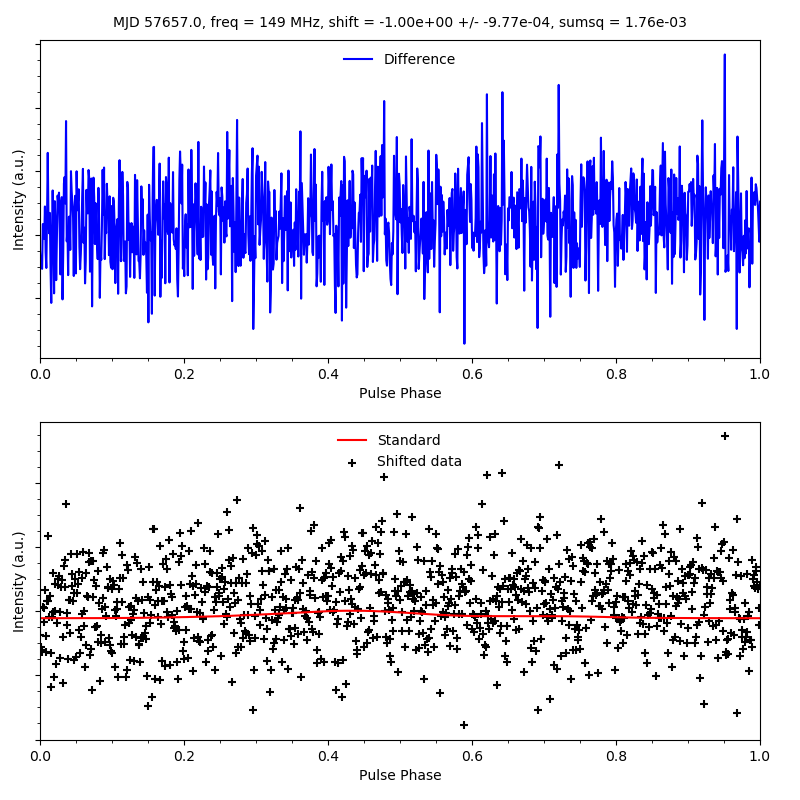 MJD 57657.0, freq = 149 MHz, shift = -1.00e+00 +/- -9.77e-04, sumsq = 1.76e-03
Difference
Intensity (a.u.)
0.0 0.2 0.4 0.6 0.8 1.0
Pulse Phase
Standard
Shifted data
Intensity (a.u.)
0.0 0.2 0.4 0.6 0.8 1.0
Pulse Phase